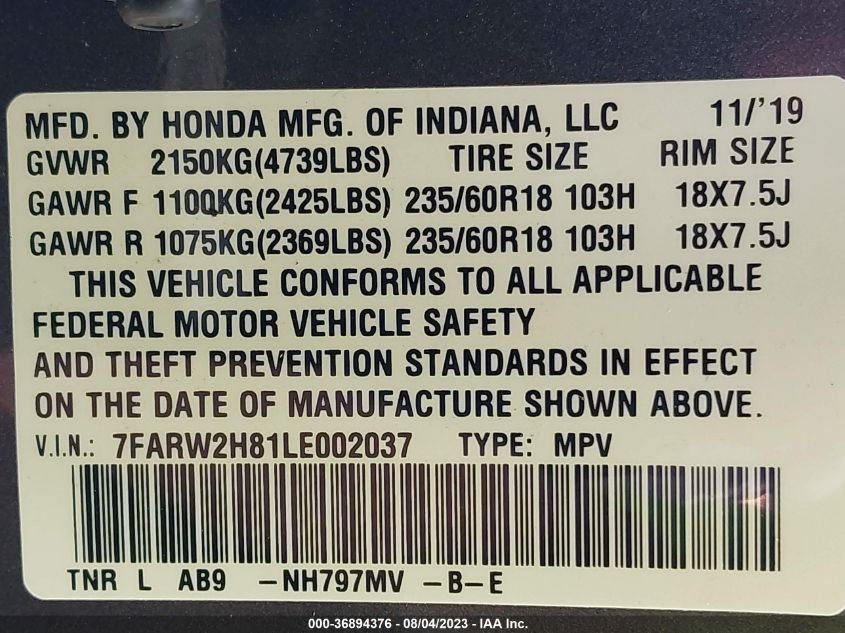 MFD. BY HONDA MFG. OF INDIANA, LLC 11/'19
GVWR 2150KG(4739LBS) TIRE SIZE RIM SIZE
GAWR F 1100KG(2425LBS) 235/60R18 103H 18X7.5J
GAWR R 1075KG(2369LBS) 235/60R18 103H 18X7.5J
THIS VEHICLE CONFORMS TO ALL APPLICABLE
FEDERAL MOTOR VEHICLE SAFETY
AND THEFT PREVENTION STANDARDS IN EFFECT
ON THE DATE OF MANUFACTURE SHOWN ABOVE.
V.I.N.: 7FARW2H81LE002037 TYPE: MPV
TNR L AB9 -NH797MV -B-E
000-36894376 - 08/04/2023 - IAA Inc.